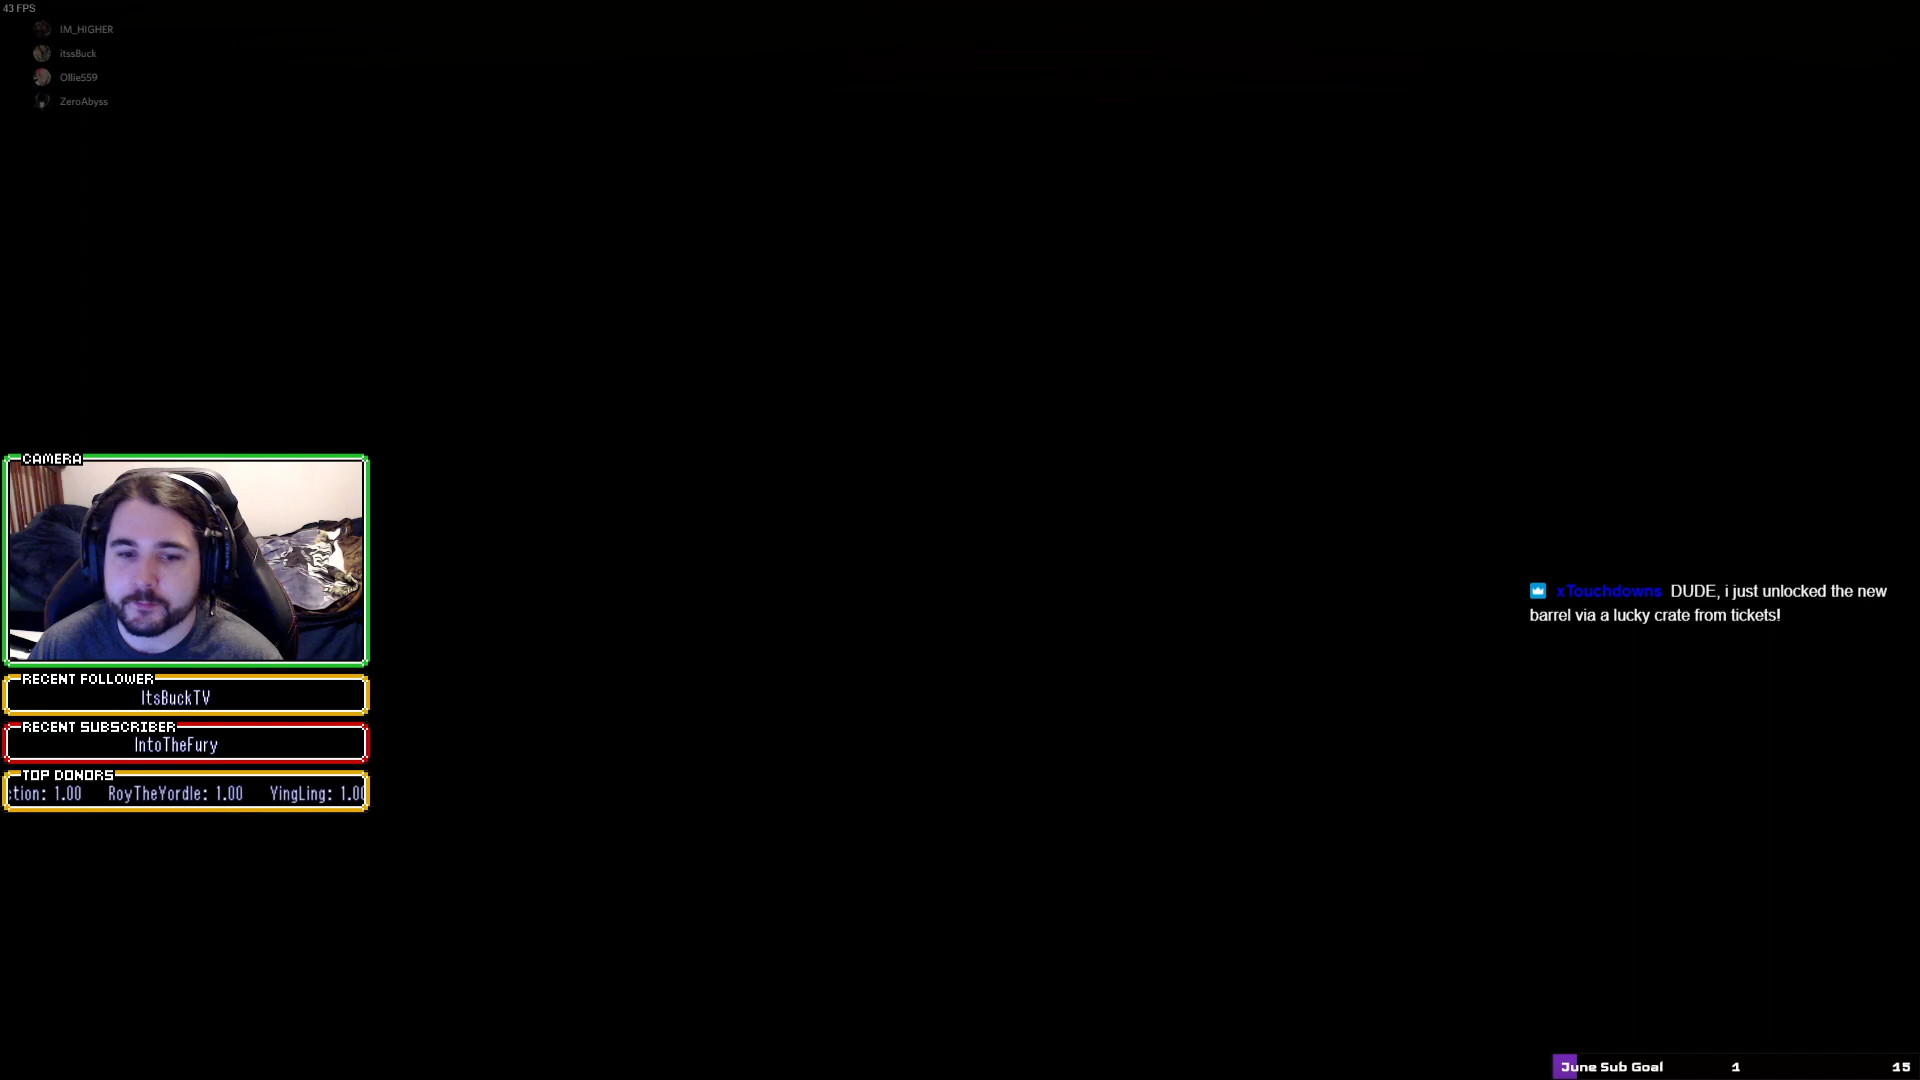 43 FPS
IM_HIGHER
itssBuck
Ollie559
ZeroAbyss
CAMERA
RECENT FOLLOWER
ItsBuckTV
RECENT SUBSCRIBER
IntoTheFury
TOP DONORS
tion: 1.00 RoyTheYordle: 1.00 YingLing: 1.00
xTouchdowns DUDE, i just unlocked the new
barrel via a lucky crate from tickets!
June Sub Goal 1 15